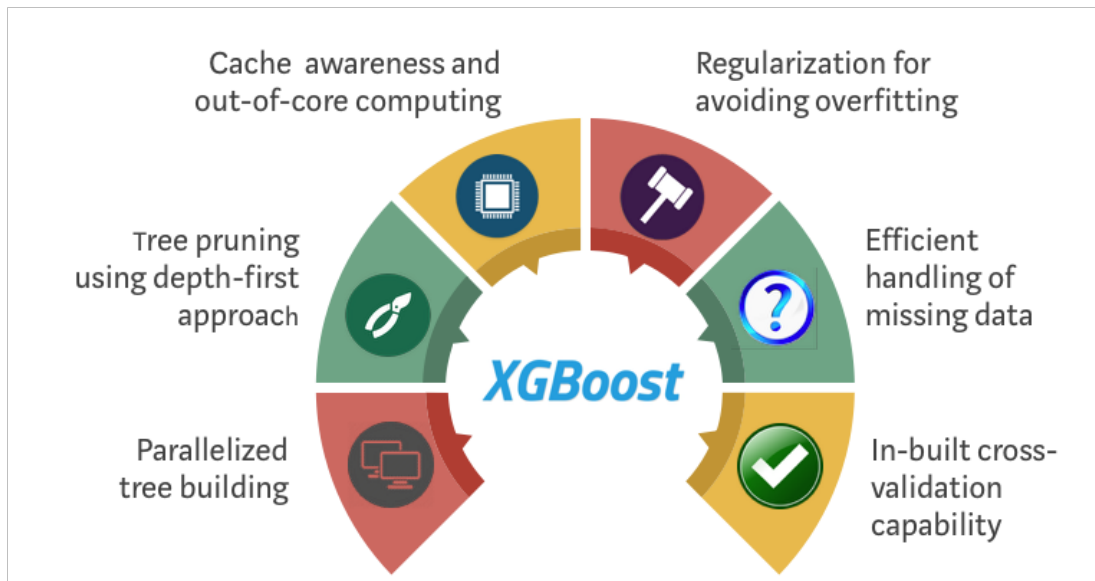 Cache awareness and
out-of-core computing
Regularization for
avoiding overfitting
Tree pruning
using depth-first
approach
Efficient
handling of
missing data
XGBoost
Parallelized
tree building
In-built cross-
validation
capability